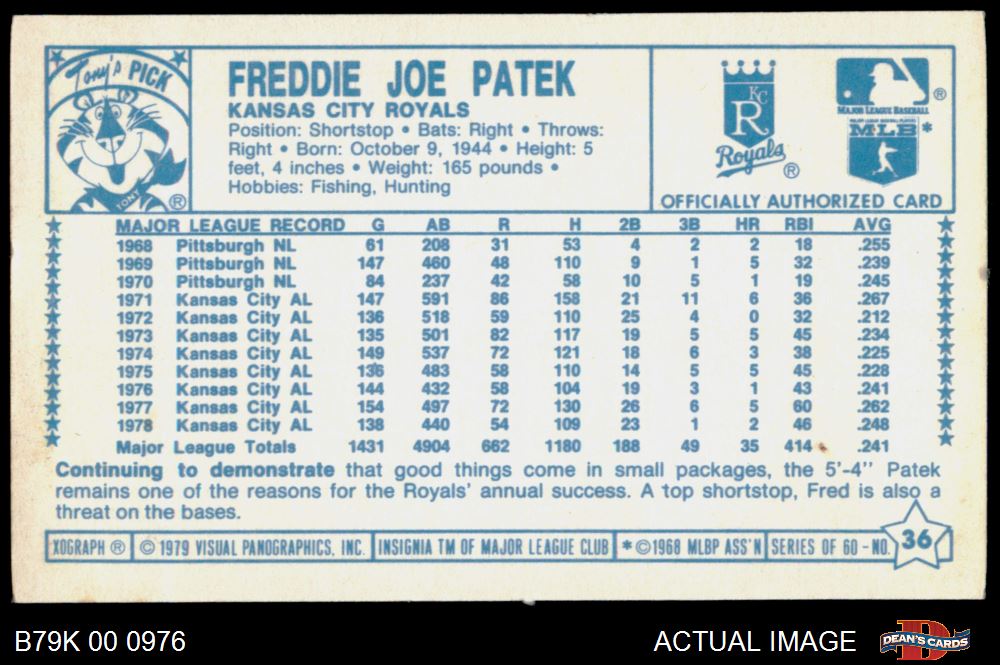 Tony's PICK
TONY
®
FREDDIE JOE PATEK
KANSAS CITY ROYALS
Position: Shortstop • Bats: Right • Throws:
Right • Born: October 9, 1944 • Height: 5
feet, 4 inches • Weight: 165 pounds •
Hobbies: Fishing, Hunting
KC
R
Royals ®
®
MAJOR LEAGUE BASEBALL
MAJOR LEAGUE BASEBALL PLAYERS
MLB *
OFFICIALLY AUTHORIZED CARD
MAJOR LEAGUE RECORD G AB R H 2B 3B HR RBI AVG
1968 Pittsburgh NL 61 208 31 53 4 2 2 18 .255
1969 Pittsburgh NL 147 460 48 110 9 1 5 32 .239
1970 Pittsburgh NL 84 237 42 58 10 5 1 19 .245
1971 Kansas City AL 147 591 86 158 21 11 6 36 .267
1972 Kansas City AL 136 518 59 110 25 4 0 32 .212
1973 Kansas City AL 135 501 82 117 19 5 5 45 .234
1974 Kansas City AL 149 537 72 121 18 6 3 38 .225
1975 Kansas City AL 136 483 58 110 14 5 5 45 .228
1976 Kansas City AL 144 432 58 104 19 3 1 43 .241
1977 Kansas City AL 154 497 72 130 26 6 5 60 .262
1978 Kansas City AL 138 440 54 109 23 1 2 46 .248
Major League Totals 1431 4904 662 1180 188 49 35 414 .241
Continuing to demonstrate that good things come in small packages, the 5'-4" Patek
remains one of the reasons for the Royals' annual success. A top shortstop, Fred is also a
threat on the bases.
XOGRAPH ® © 1979 VISUAL PANOGRAPHICS, INC. INSIGNIA TM OF MAJOR LEAGUE CLUB * © 1968 MLBP ASS'N SERIES OF 60 - NO. 36
B79K 00 0976
ACTUAL IMAGE
DEAN'S CARDS